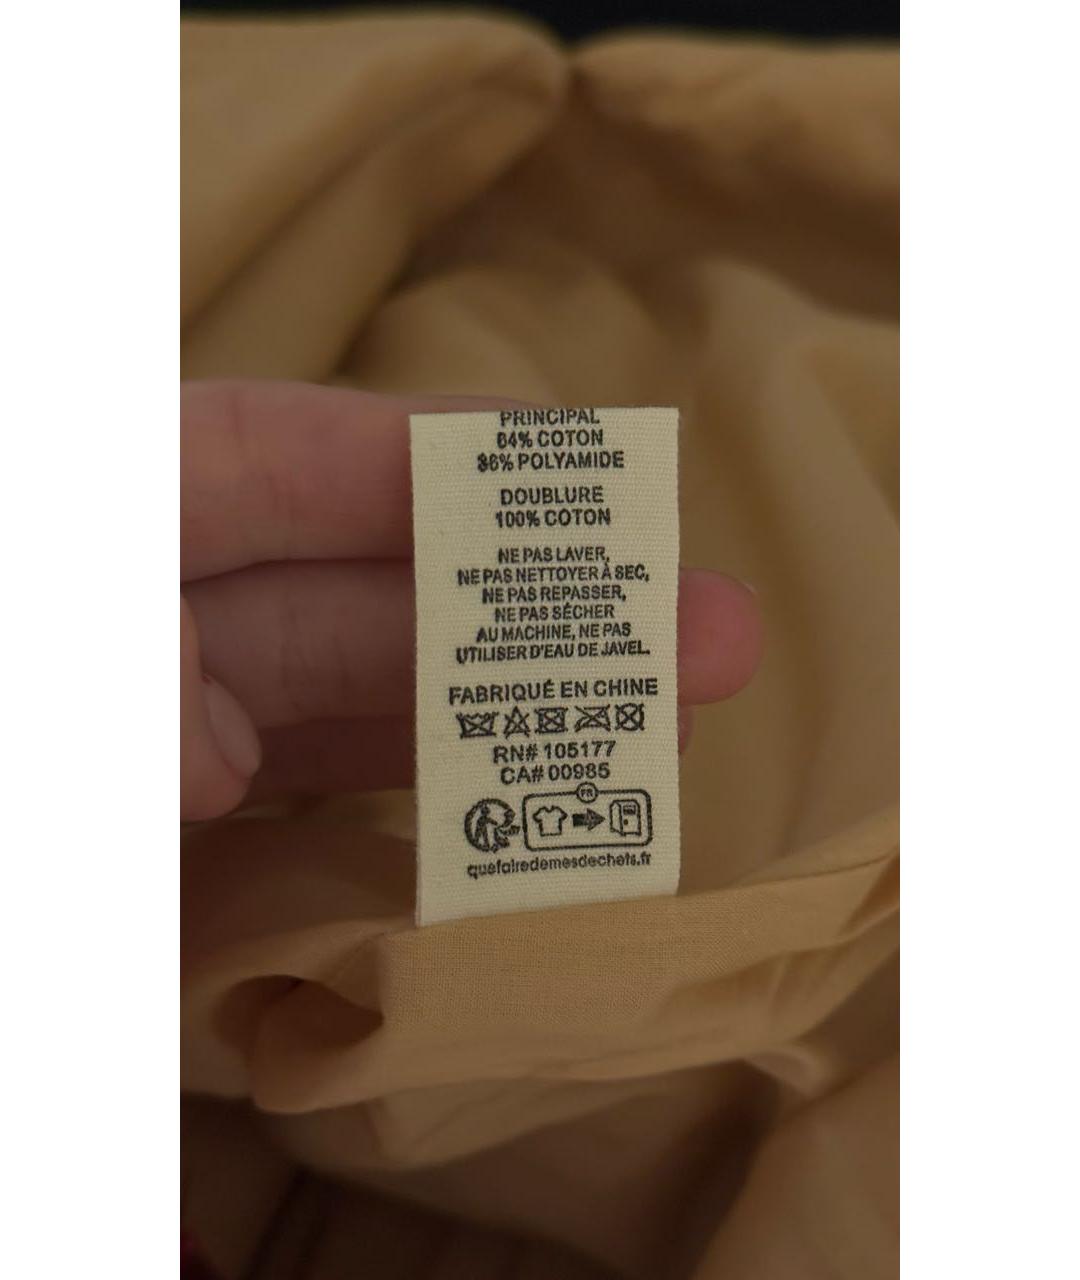 PRINCIPAL
64% COTON
36% POLYAMIDE
DOUBLURE
100% COTON
NE PAS LAVER,
NE PAS NETTOYER À SEC,
NE PAS REPASSER,
NE PAS SÉCHER
AU MACHINE, NE PAS
UTILISER D'EAU DE JAVEL.
FABRIQUÉ EN CHINE
RN# 105177
CA# 00985
FR
quefairedemesdechets.fr